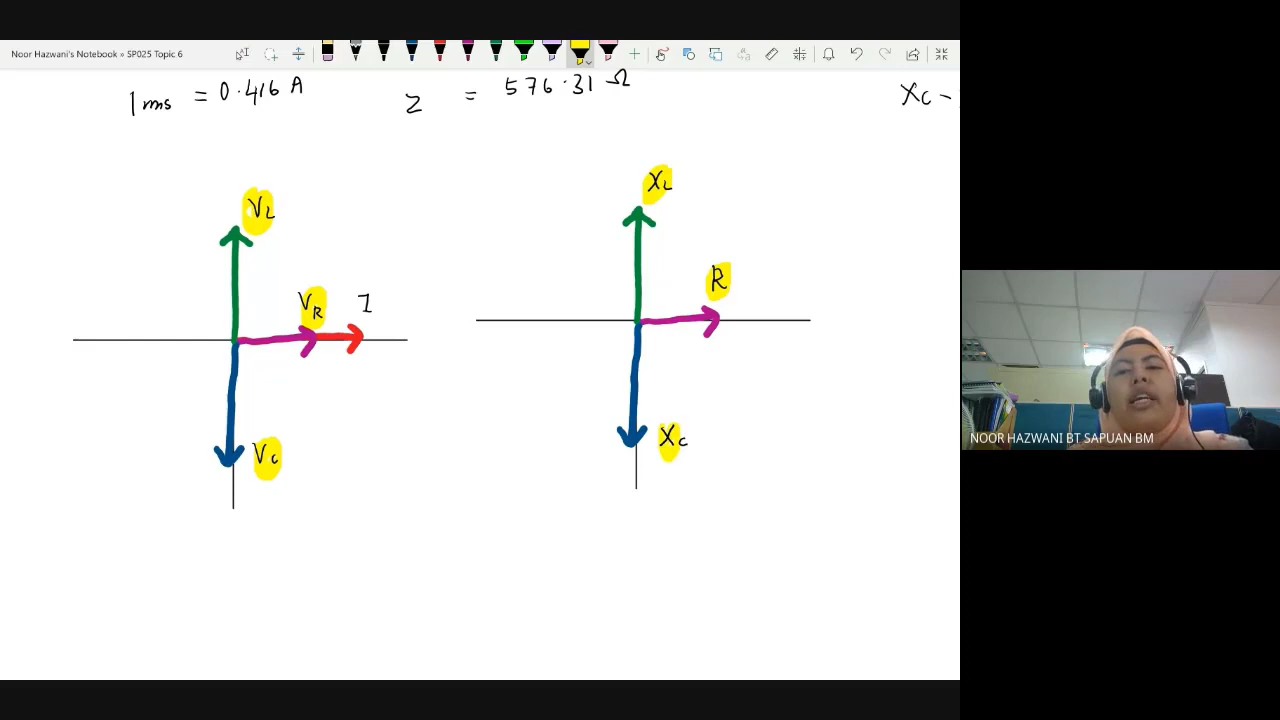 Noor Hazwani's Notebook » SP025 Topic 6
Irms = 0.416 A
Z = 576.31 Ω
XC -
VL
VR
I
VC
XL
R
XC
NOOR HAZWANI BT SAPUAN BM